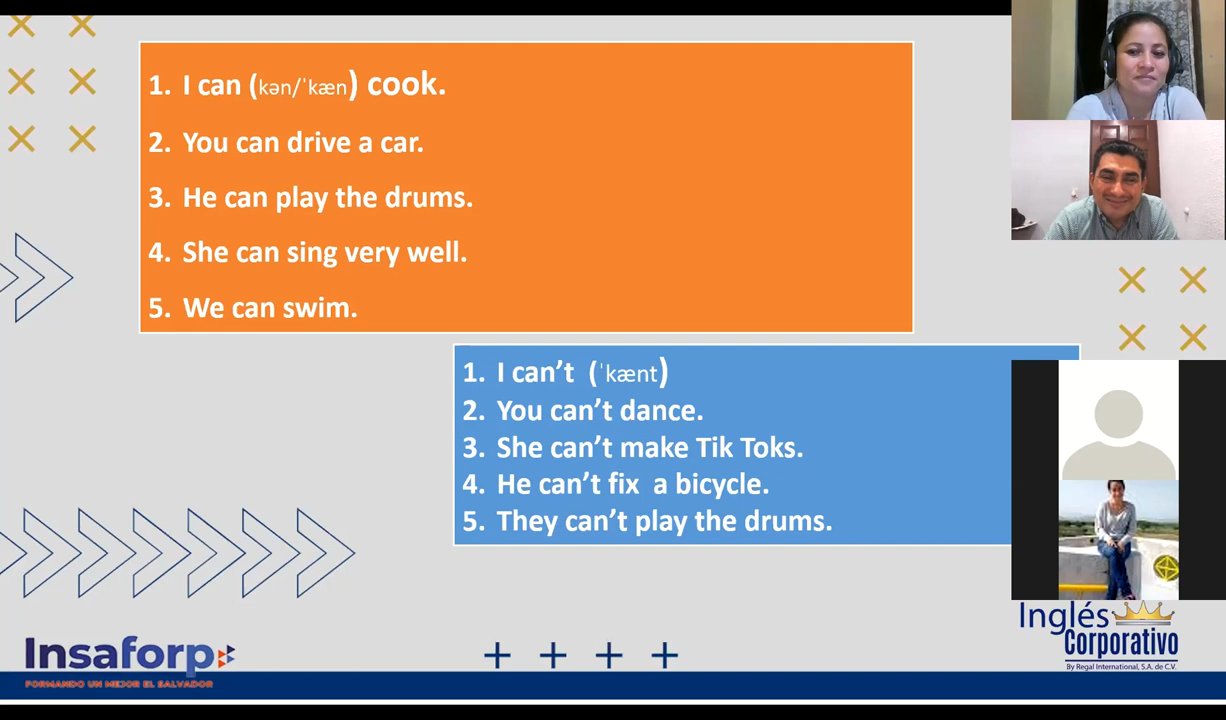 1. I can (kən/ˈkæn) cook.
2. You can drive a car.
3. He can play the drums.
4. She can sing very well.
5. We can swim.
1. I can’t (ˈkænt)
2. You can’t dance.
3. She can’t make Tik Toks.
4. He can’t fix a bicycle.
5. They can’t play the drums.
Insaforp
FORMANDO UN MEJOR EL SALVADOR
Inglés
Corporativo
By Regal International, S.A. de C.V.